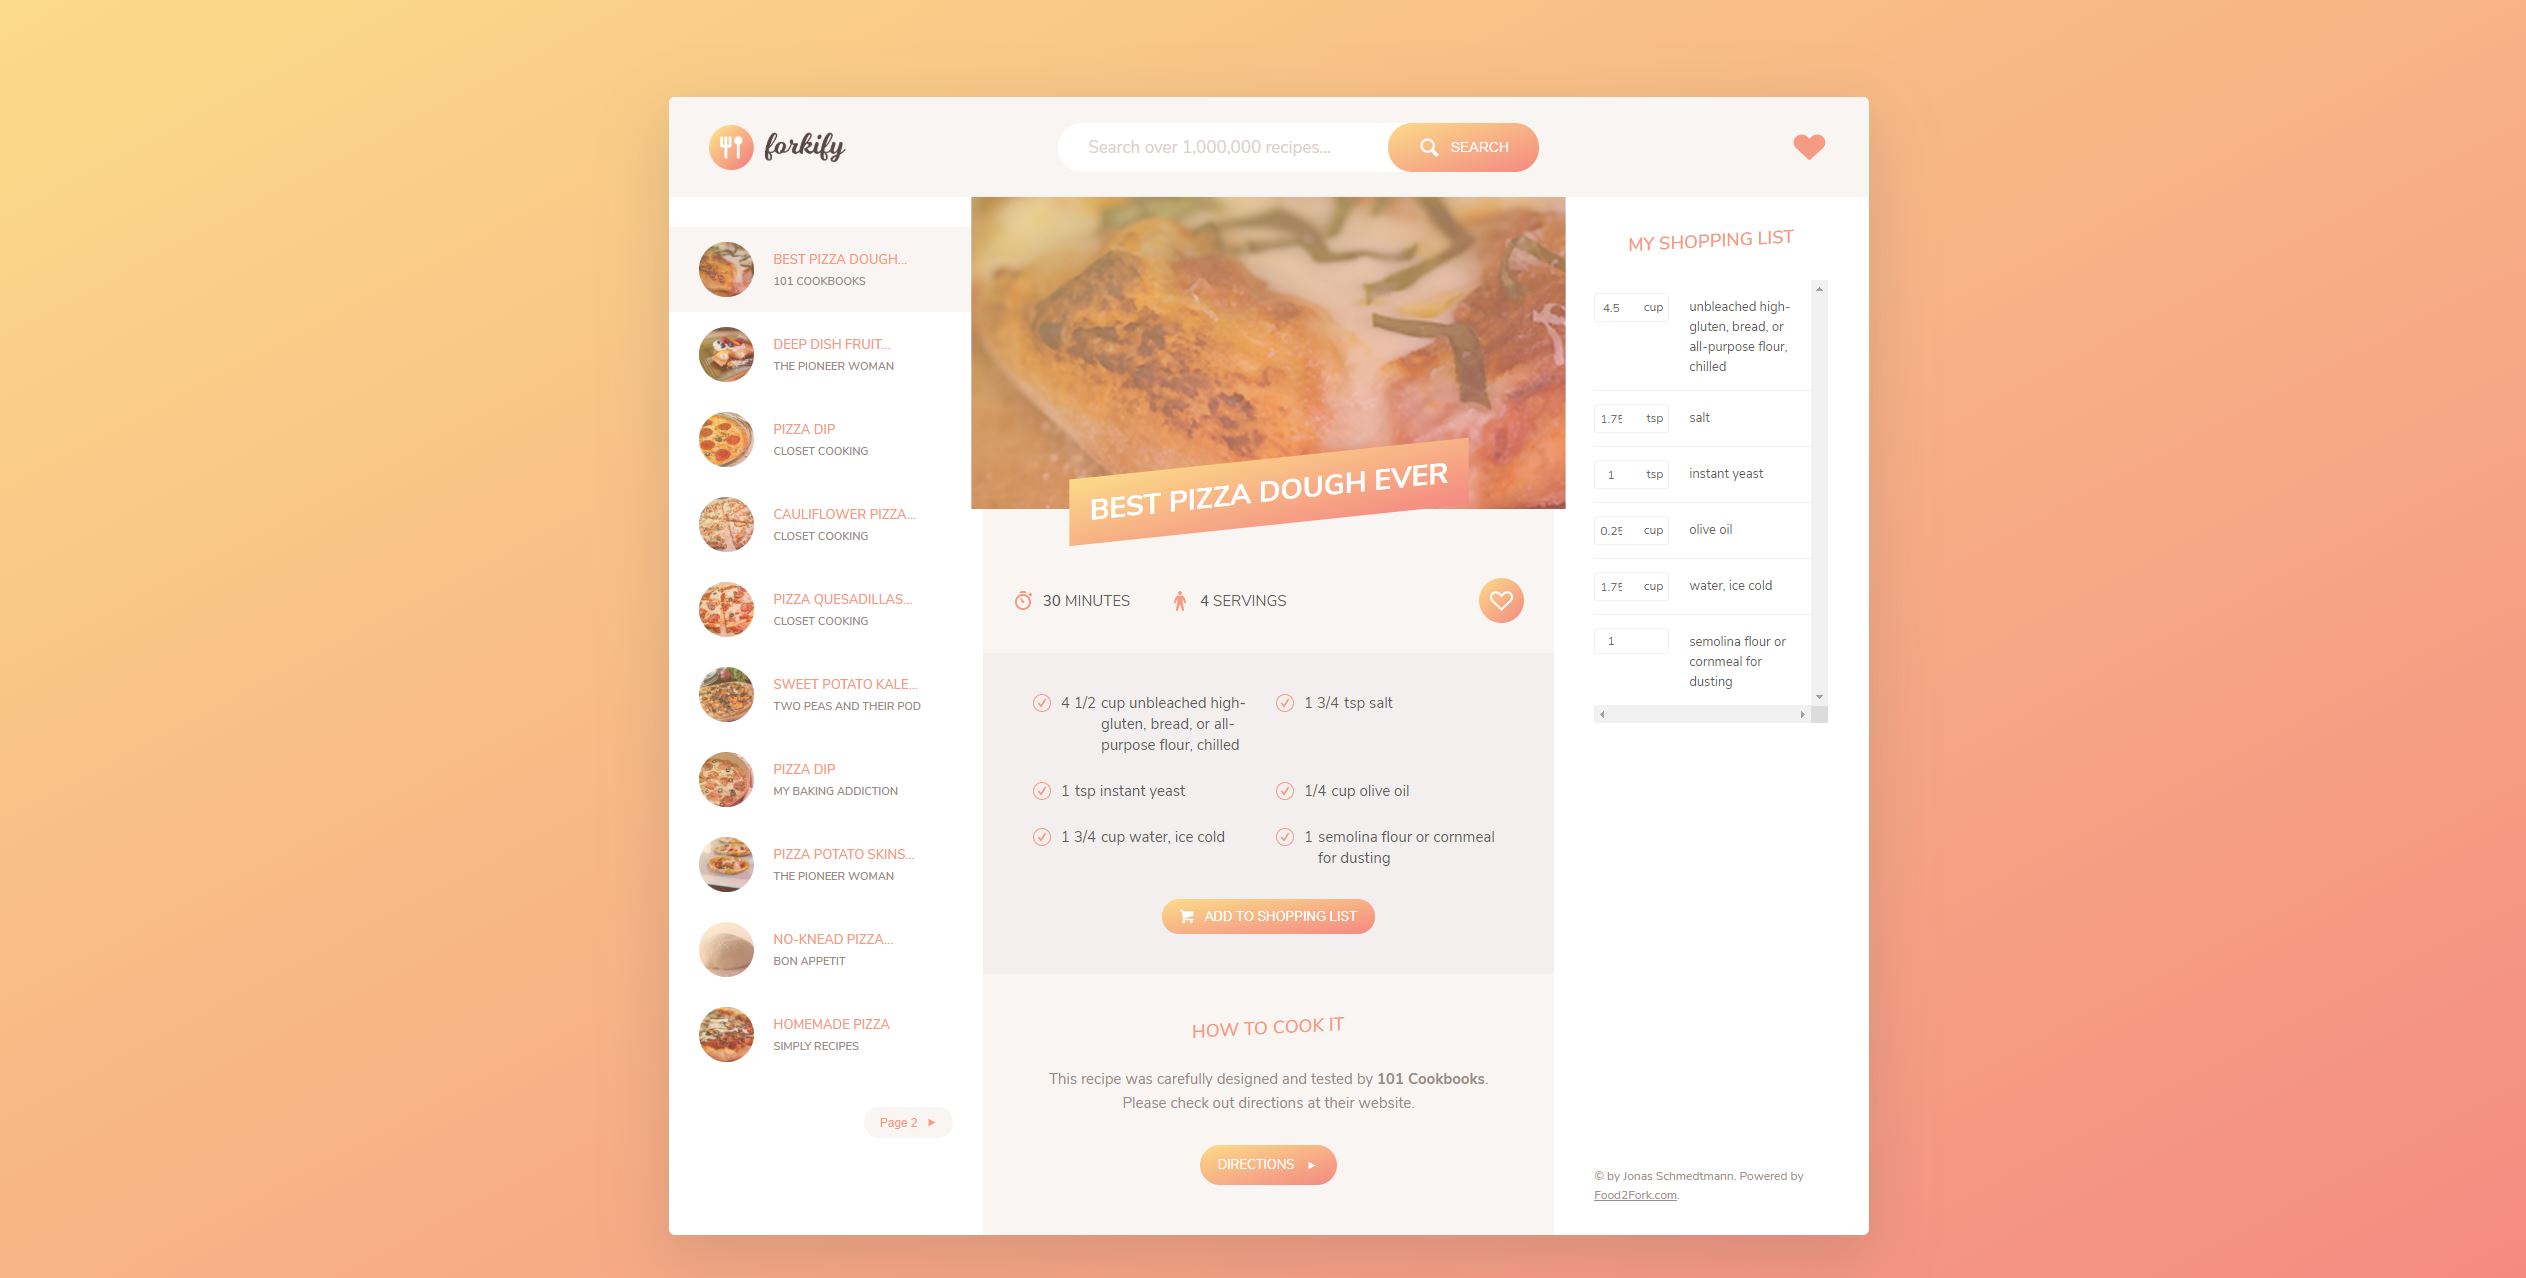 forkify
Search over 1,000,000 recipes...
SEARCH
BEST PIZZA DOUGH...
101 COOKBOOKS
DEEP DISH FRUIT...
THE PIONEER WOMAN
PIZZA DIP
CLOSET COOKING
CAULIFLOWER PIZZA...
CLOSET COOKING
PIZZA QUESADILLAS...
CLOSET COOKING
SWEET POTATO KALE...
TWO PEAS AND THEIR POD
PIZZA DIP
MY BAKING ADDICTION
PIZZA POTATO SKINS...
THE PIONEER WOMAN
NO-KNEAD PIZZA...
BON APPETIT
HOMEMADE PIZZA
SIMPLY RECIPES
Page 2
BEST PIZZA DOUGH EVER
30 MINUTES
4 SERVINGS
4 1/2 cup unbleached high-
gluten, bread, or all-
purpose flour, chilled
1 3/4 tsp salt
1 tsp instant yeast
1/4 cup olive oil
1 3/4 cup water, ice cold
1 semolina flour or cornmeal
for dusting
ADD TO SHOPPING LIST
HOW TO COOK IT
This recipe was carefully designed and tested by 101 Cookbooks.
Please check out directions at their website.
DIRECTIONS
MY SHOPPING LIST
4.5 cup unbleached high-
gluten, bread, or
all-purpose flour,
chilled
1.75 tsp salt
1 tsp instant yeast
0.25 cup olive oil
1.75 cup water, ice cold
1 semolina flour or
cornmeal for
dusting
© by Jonas Schmedtmann. Powered by
Food2Fork.com.